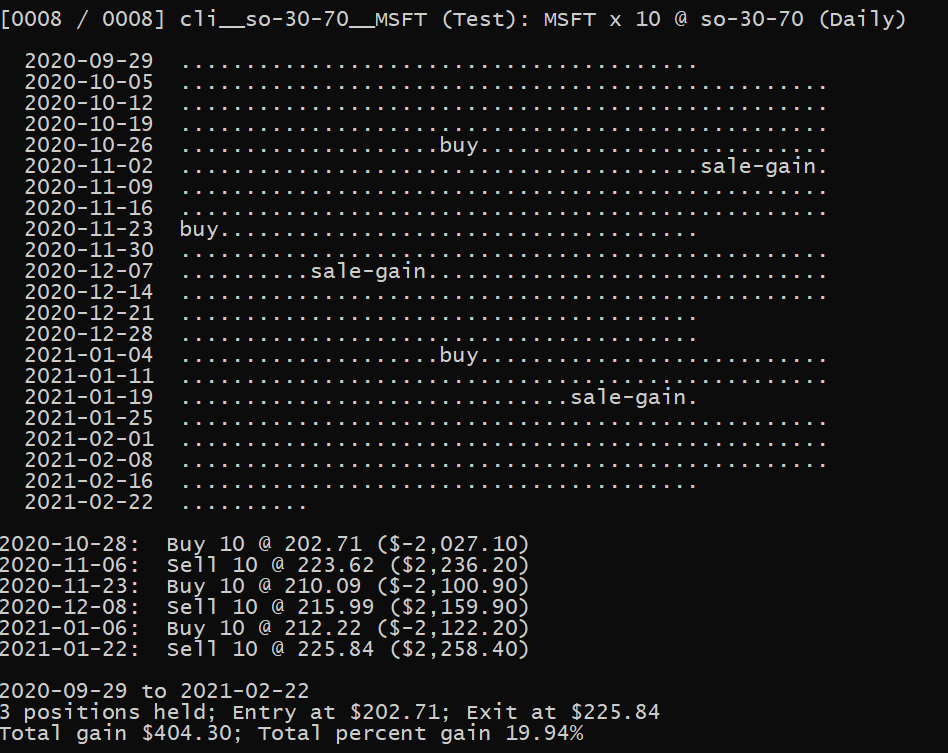 [0008 / 0008] cli__so-30-70__MSFT (Test): MSFT x 10 @ so-30-70 (Daily)
2020-09-29 ........................................
2020-10-05 ..................................................
2020-10-12 ..................................................
2020-10-19 ..................................................
2020-10-26 ....................buy...........................
2020-11-02 ........................................sale-gain.
2020-11-09 ..................................................
2020-11-16 ..................................................
2020-11-23 buy.....................................
2020-11-30 ..................................................
2020-12-07 ..........sale-gain...............................
2020-12-14 ..................................................
2020-12-21 ........................................
2020-12-28 ........................................
2021-01-04 ....................buy...........................
2021-01-11 ..................................................
2021-01-19 ..............................sale-gain.
2021-01-25 ..................................................
2021-02-01 ..................................................
2021-02-08 ..................................................
2021-02-16 ........................................
2021-02-22 ..........
2020-10-28: Buy 10 @ 202.71 ($-2,027.10)
2020-11-06: Sell 10 @ 223.62 ($2,236.20)
2020-11-23: Buy 10 @ 210.09 ($-2,100.90)
2020-12-08: Sell 10 @ 215.99 ($2,159.90)
2021-01-06: Buy 10 @ 212.22 ($-2,122.20)
2021-01-22: Sell 10 @ 225.84 ($2,258.40)
2020-09-29 to 2021-02-22
3 positions held; Entry at $202.71; Exit at $225.84
Total gain $404.30; Total percent gain 19.94%